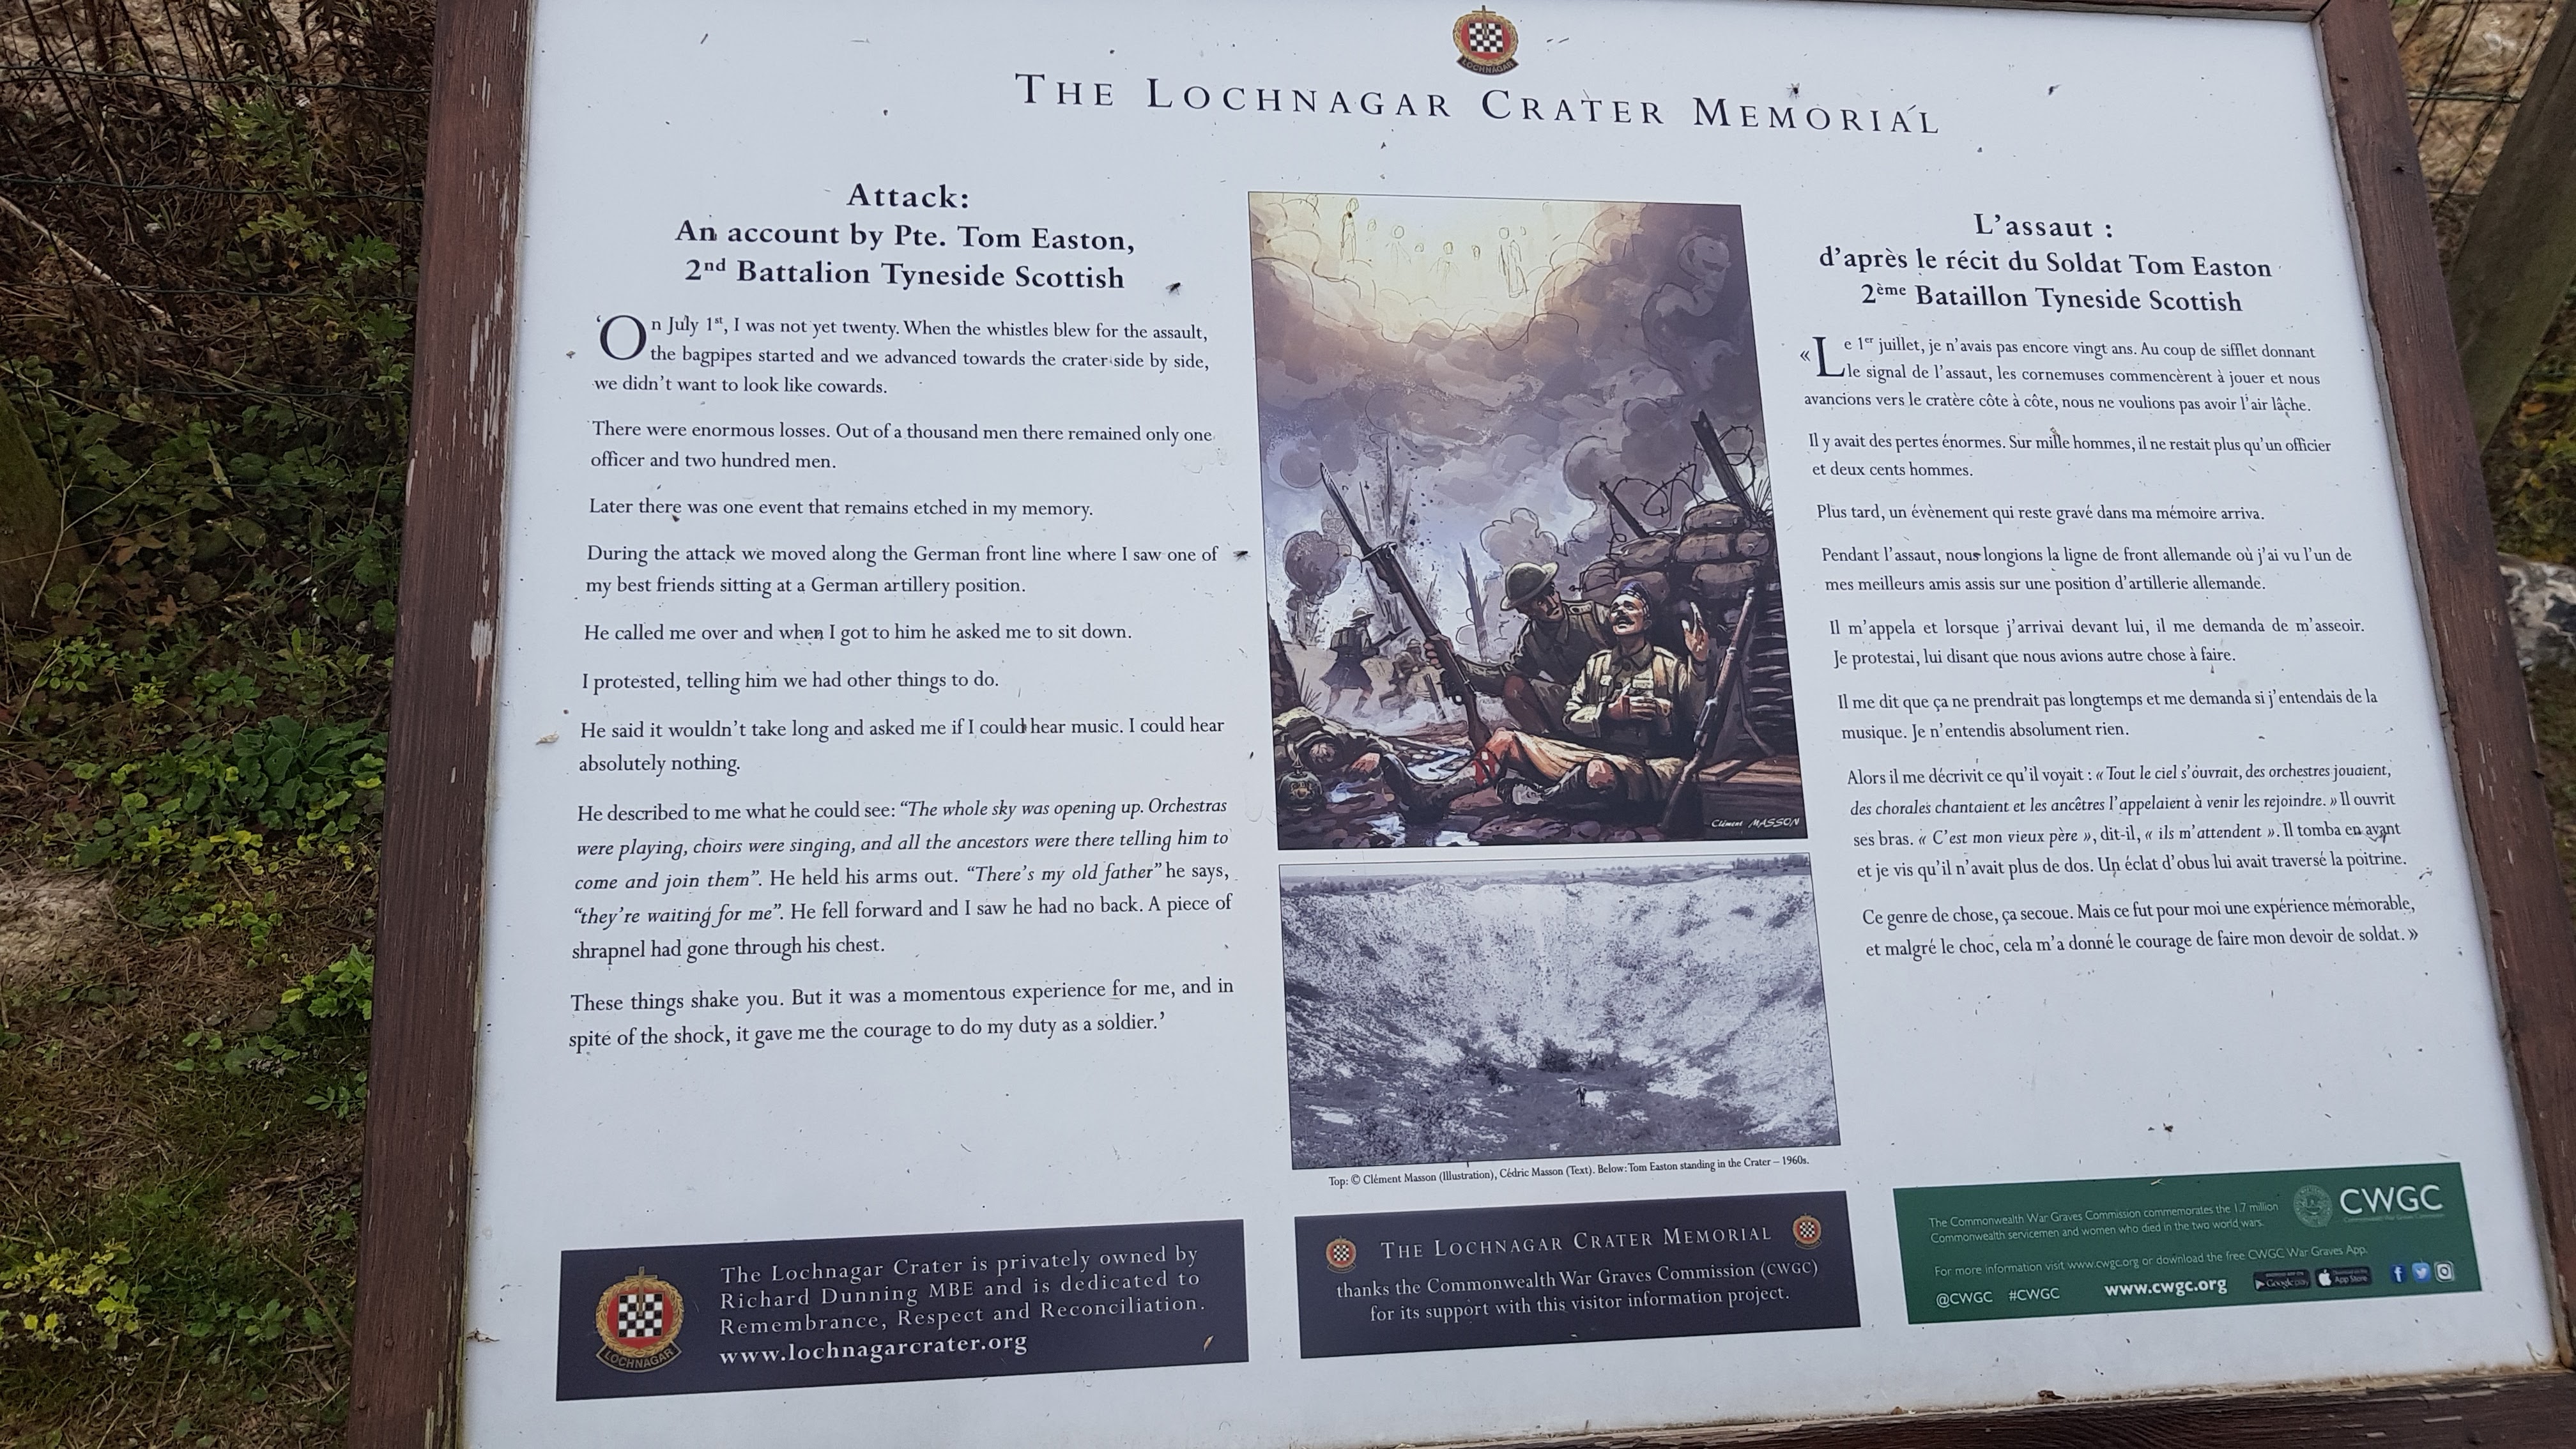 LOCHNAGAR
THE LOCHNAGAR CRATER MEMORIAL
Attack:
An account by Pte. Tom Easton,
2nd Battalion Tyneside Scottish
‘On July 1st, I was not yet twenty. When the whistles blew for the assault,
the bagpipes started and we advanced towards the crater side by side,
we didn’t want to look like cowards.
There were enormous losses. Out of a thousand men there remained only one
officer and two hundred men.
Later there was one event that remains etched in my memory.
During the attack we moved along the German front line where I saw one of
my best friends sitting at a German artillery position.
He called me over and when I got to him he asked me to sit down.
I protested, telling him we had other things to do.
He said it wouldn’t take long and asked me if I could hear music. I could hear
absolutely nothing.
He described to me what he could see: “The whole sky was opening up. Orchestras
were playing, choirs were singing, and all the ancestors were there telling him to
come and join them”. He held his arms out. “There’s my old father” he says,
“they’re waiting for me”. He fell forward and I saw he had no back. A piece of
shrapnel had gone through his chest.
These things shake you. But it was a momentous experience for me, and in
spite of the shock, it gave me the courage to do my duty as a soldier.’
Clément MASSON
Top: © Clément Masson (Illustration), Cédric Masson (Text). Below: Tom Easton standing in the Crater – 1960s.
L’assaut :
d’après le récit du Soldat Tom Easton
2ème Bataillon Tyneside Scottish
« Le 1er juillet, je n’avais pas encore vingt ans. Au coup de sifflet donnant
le signal de l’assaut, les cornemuses commencèrent à jouer et nous
avancions vers le cratère côte à côte, nous ne voulions pas avoir l’air lâche.
Il y avait des pertes énormes. Sur mille hommes, il ne restait plus qu’un officier
et deux cents hommes.
Plus tard, un évènement qui reste gravé dans ma mémoire arriva.
Pendant l’assaut, nous longions la ligne de front allemande où j’ai vu l’un de
mes meilleurs amis assis sur une position d’artillerie allemande.
Il m’appela et lorsque j’arrivai devant lui, il me demanda de m’asseoir.
Je protestai, lui disant que nous avions autre chose à faire.
Il me dit que ça ne prendrait pas longtemps et me demanda si j’entendais de la
musique. Je n’entendis absolument rien.
Alors il me décrivit ce qu’il voyait : « Tout le ciel s’ouvrait, des orchestres jouaient,
des chorales chantaient et les ancêtres l’appelaient à venir les rejoindre. » Il ouvrit
ses bras. « C’est mon vieux père », dit-il, « ils m’attendent ». Il tomba en avant
et je vis qu’il n’avait plus de dos. Un éclat d’obus lui avait traversé la poitrine.
Ce genre de chose, ça secoue. Mais ce fut pour moi une expérience mémorable,
et malgré le choc, cela m’a donné le courage de faire mon devoir de soldat. »
LOCHNAGAR
The Lochnagar Crater is privately owned by
Richard Dunning MBE and is dedicated to
Remembrance, Respect and Reconciliation.
www.lochnagarcrater.org
THE LOCHNAGAR CRATER MEMORIAL
thanks the Commonwealth War Graves Commission (CWGC)
for its support with this visitor information project.
The Commonwealth War Graves Commission commemorates the 1.7 million
Commonwealth servicemen and women who died in the two world wars.
CWGC
Commonwealth War Graves Commission
For more information visit www.cwgc.org or download the free CWGC War Graves App.
@CWGC #CWGC
www.cwgc.org
Google play
App Store